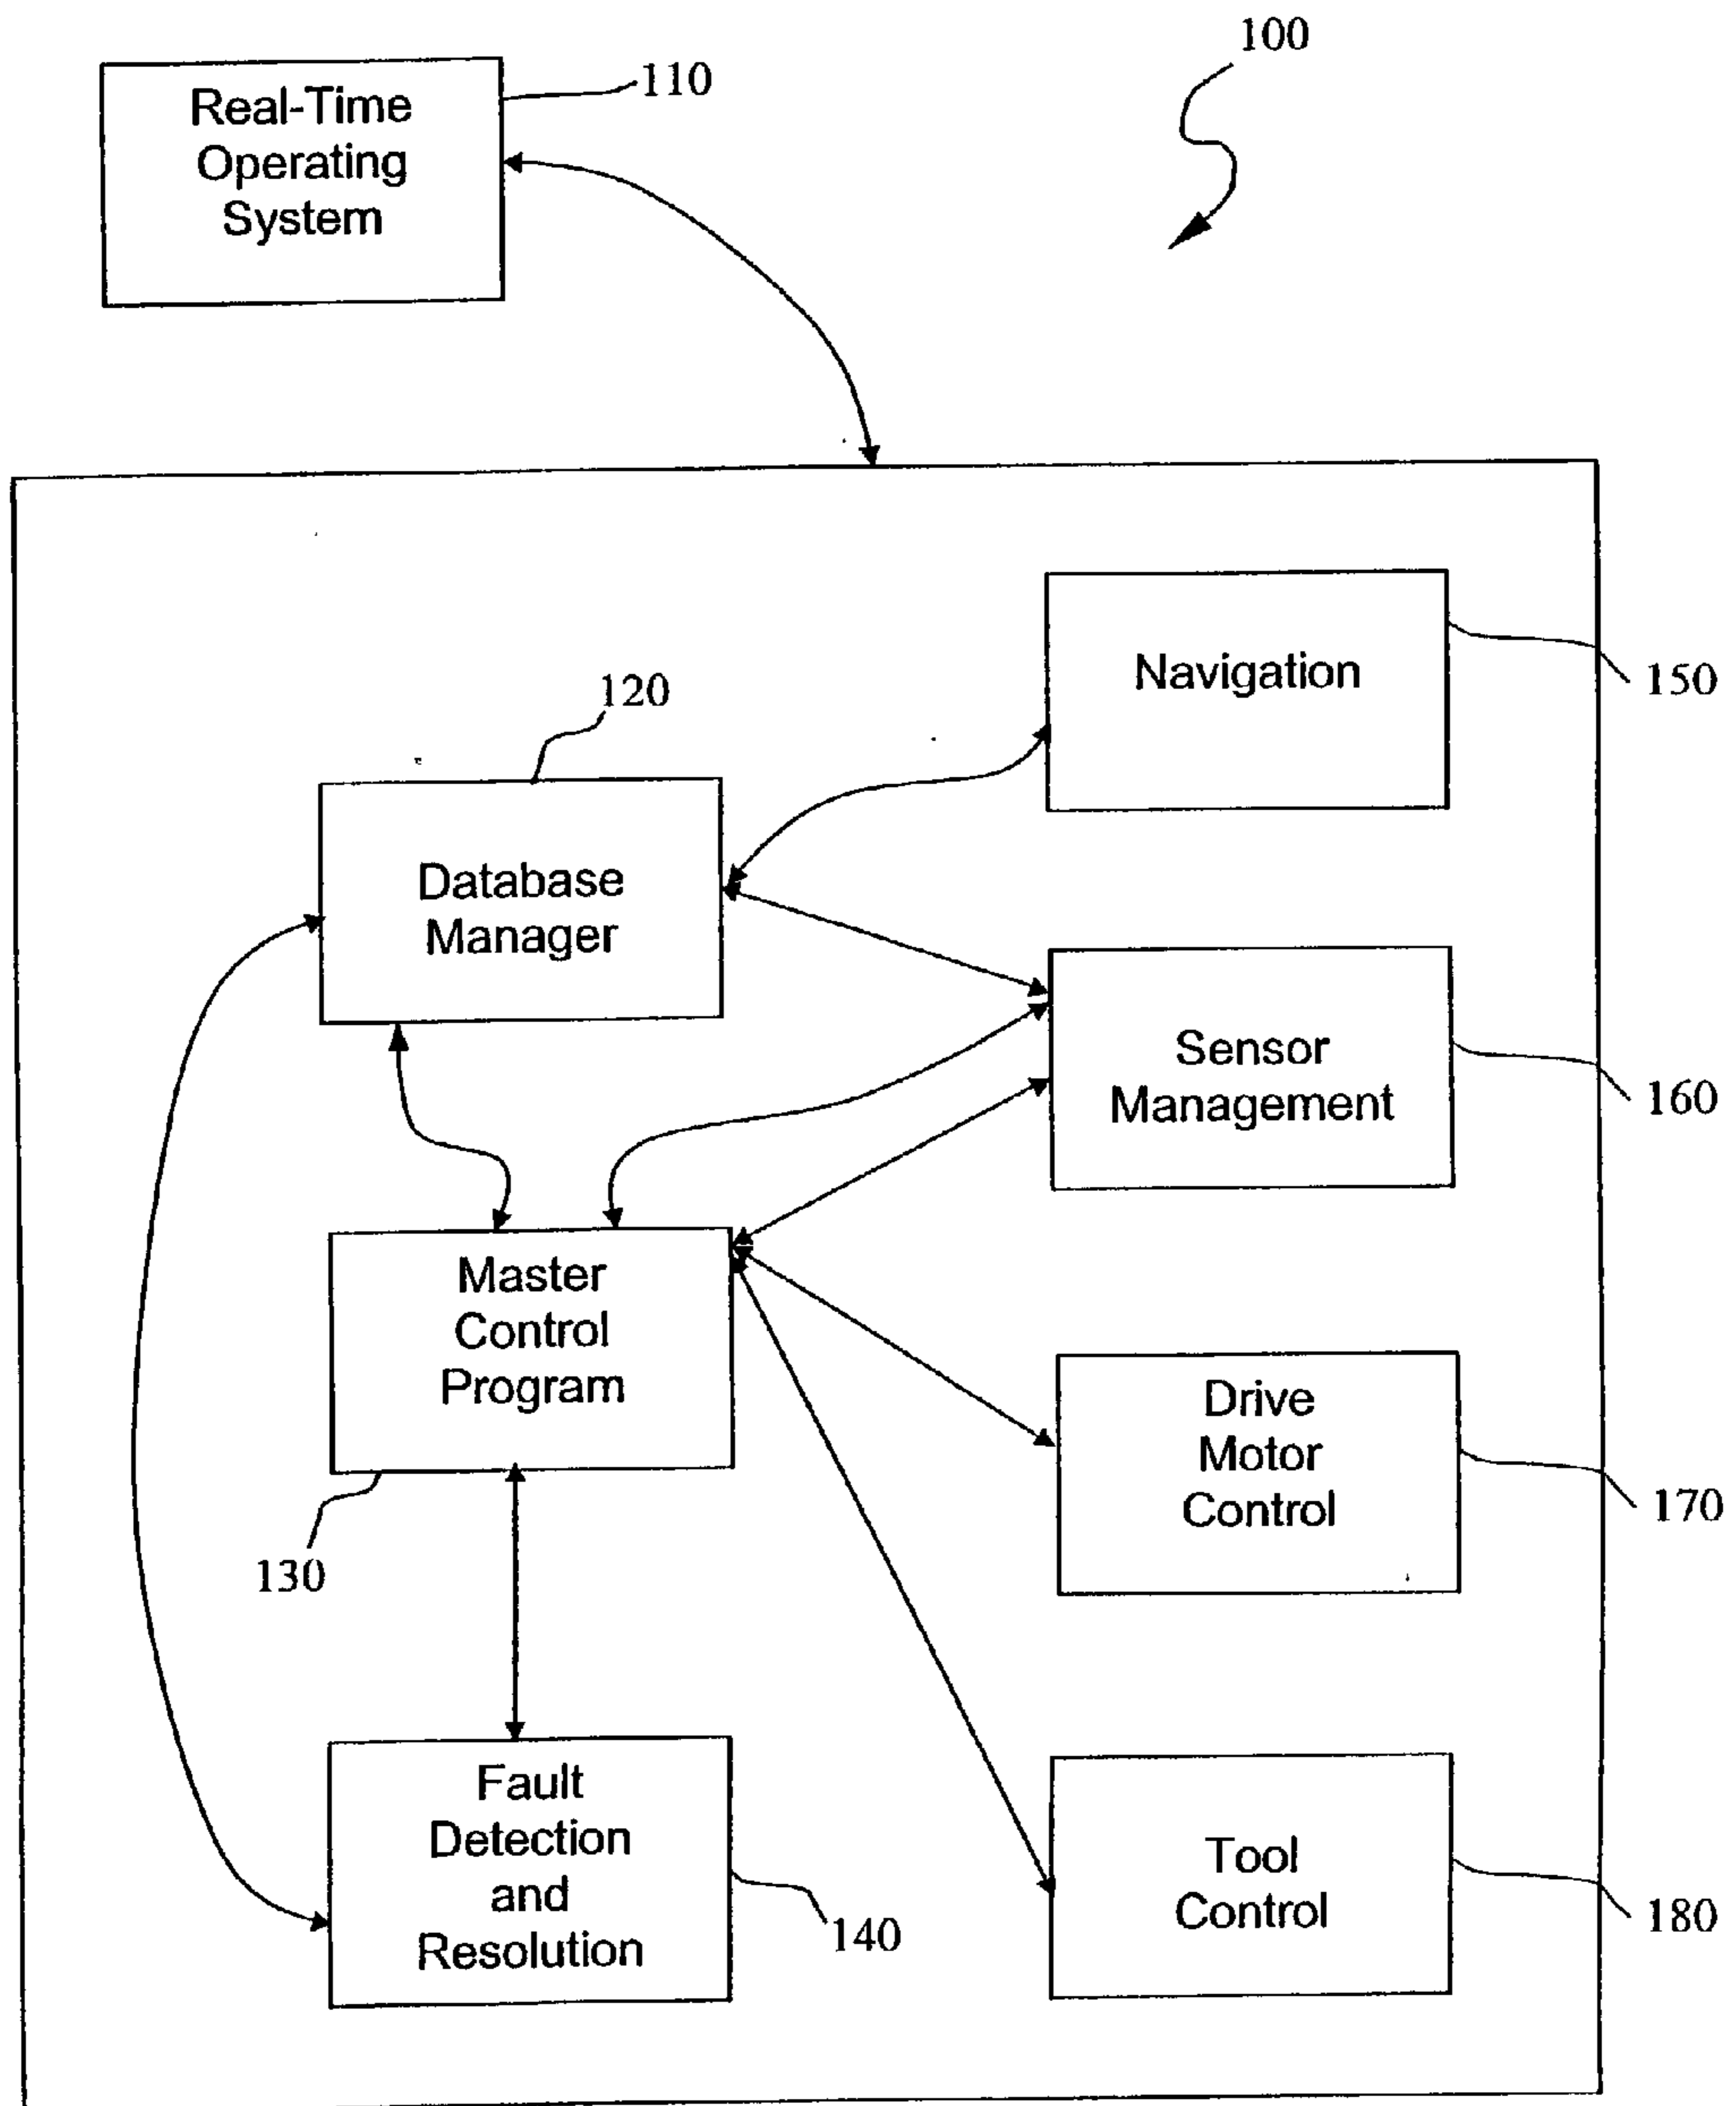 100
Real-Time
Operating
System
110
Navigation
150
120
Database
Manager
Sensor
Management
160
Master
Control
Program
130
Drive
Motor
Control
170
Fault
Detection
and
Resolution
140
Tool
Control
180